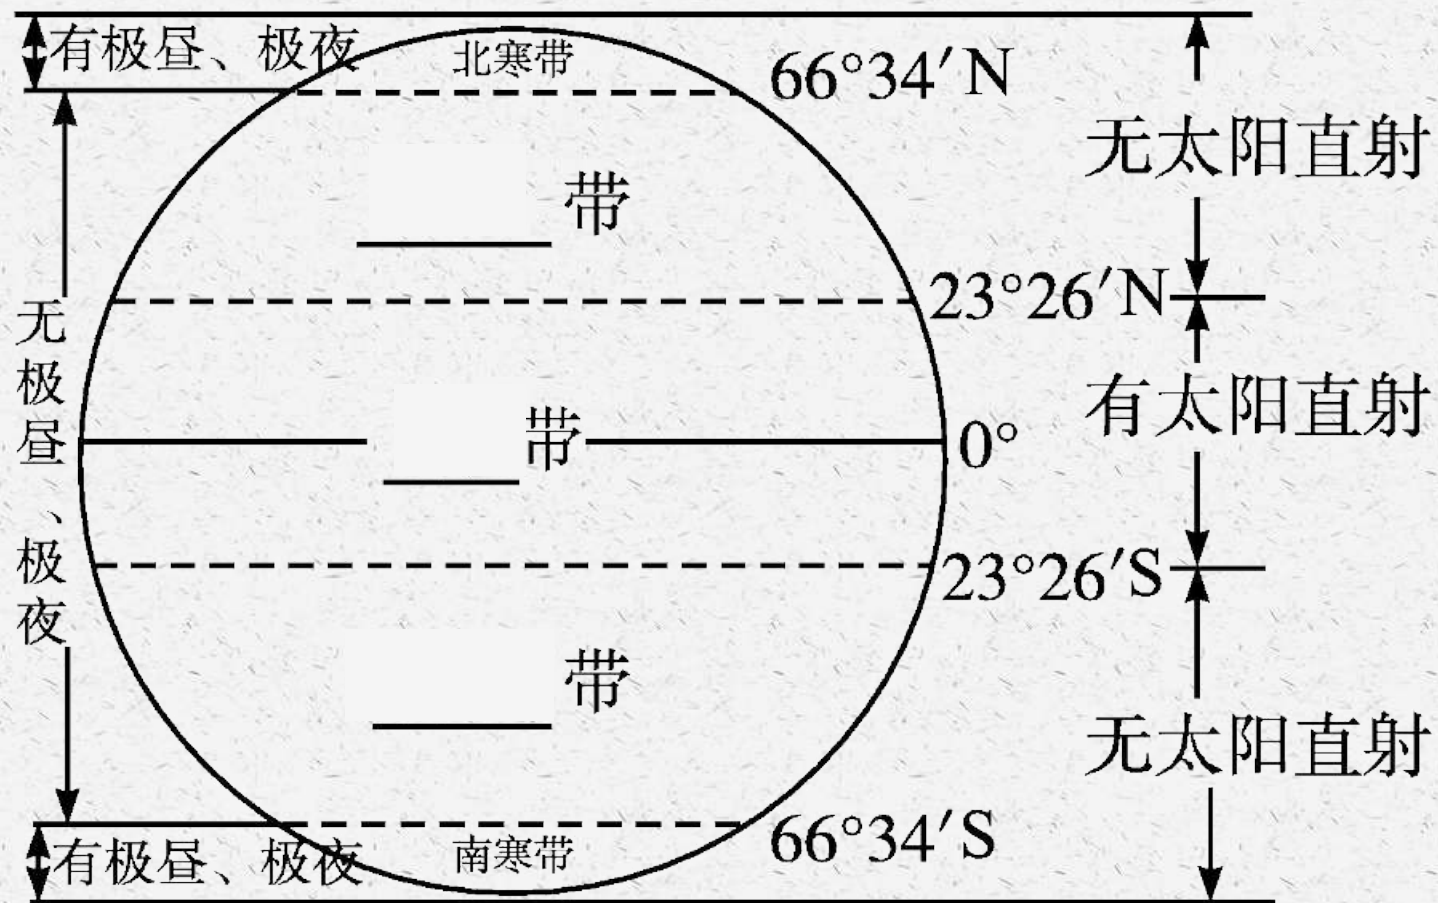 有极昼、极夜
北寒带
66°34′N
无太阳直射
带
23°26′N
无极昼、极夜
有太阳直射
带
0°
23°26′S
带
无太阳直射
66°34′S
有极昼、极夜
南寒带